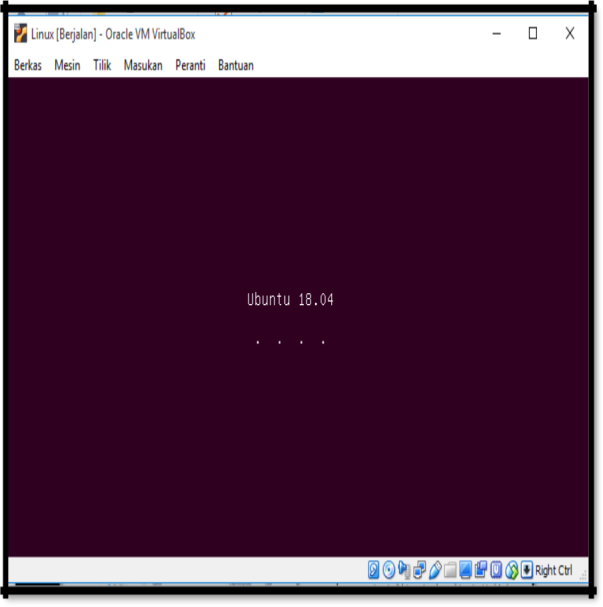 Linux [Berjalan] - Oracle VM VirtualBox
Berkas Mesin Tilik Masukan Peranti Bantuan
Ubuntu 18.04
. . . .
Right Ctrl